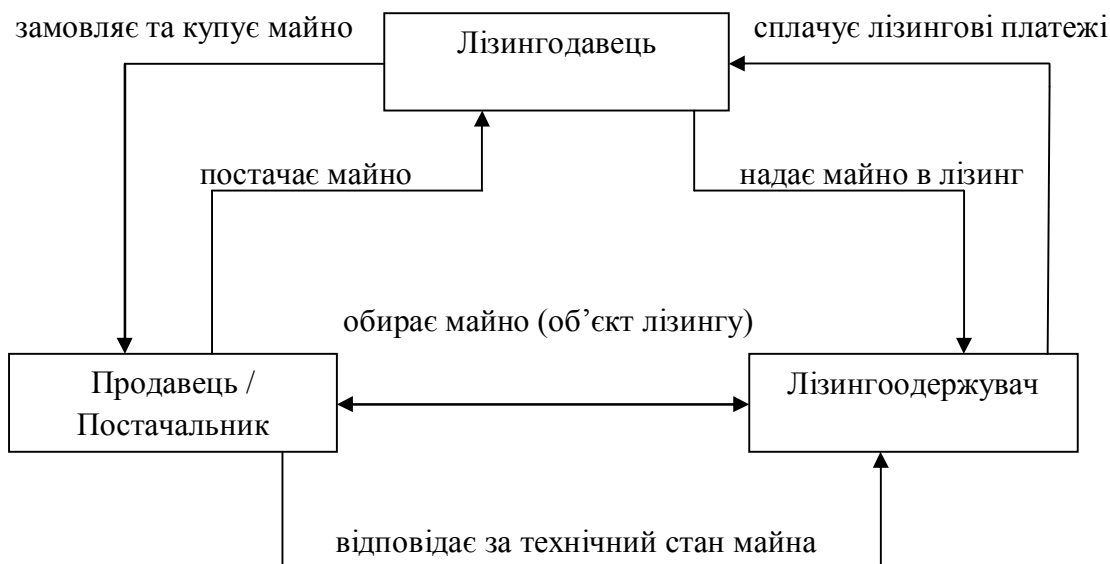 замовляє та купує майно
Лізингодавець
сплачує лізингові платежі
постачає майно
надає майно в лізинг
обирає майно (об’єкт лізингу)
Продавець /
Постачальник
Лізингоодержувач
відповідає за технічний стан майна